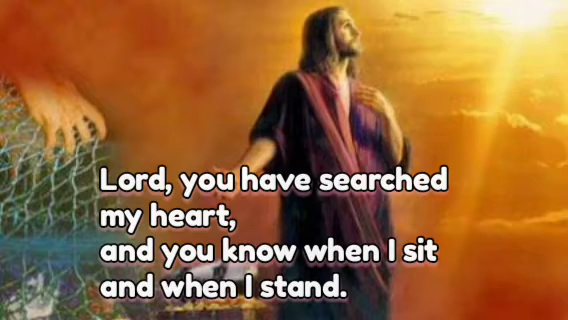 Lord, you have searched
my heart,
and you know when I sit
and when I stand.